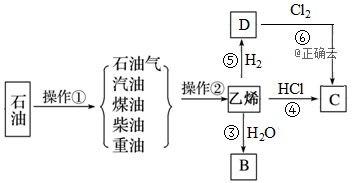 石油
操作①
石油气
汽油
煤油
柴油
重油
操作②
乙烯
⑤ H₂
D
Cl₂
⑥
@正确云
HCl
④
C
③ H₂O
B